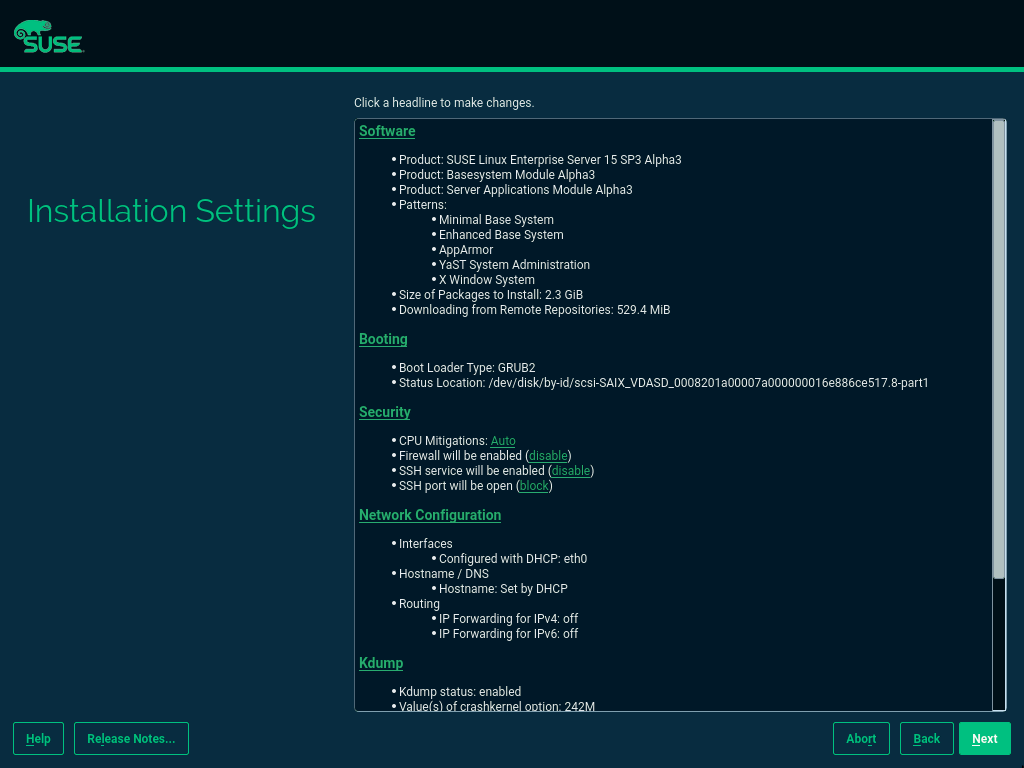 SUSE
Click a headline to make changes.
Installation Settings
Software
• Product: SUSE Linux Enterprise Server 15 SP3 Alpha3
• Product: Basesystem Module Alpha3
• Product: Server Applications Module Alpha3
• Patterns:
• Minimal Base System
• Enhanced Base System
• AppArmor
• YaST System Administration
• X Window System
• Size of Packages to Install: 2.3 GiB
• Downloading from Remote Repositories: 529.4 MiB
Booting
• Boot Loader Type: GRUB2
• Status Location: /dev/disk/by-id/scsi-SAIX_VDASD_0008201a00007a000000016e886ce517.8-part1
Security
• CPU Mitigations: Auto
• Firewall will be enabled (disable)
• SSH service will be enabled (disable)
• SSH port will be open (block)
Network Configuration
• Interfaces
• Configured with DHCP: eth0
• Hostname / DNS
• Hostname: Set by DHCP
• Routing
• IP Forwarding for IPv4: off
• IP Forwarding for IPv6: off
Kdump
• Kdump status: enabled
• Value(s) of crashkernel option: 242M
Help Release Notes... Abort Back Next